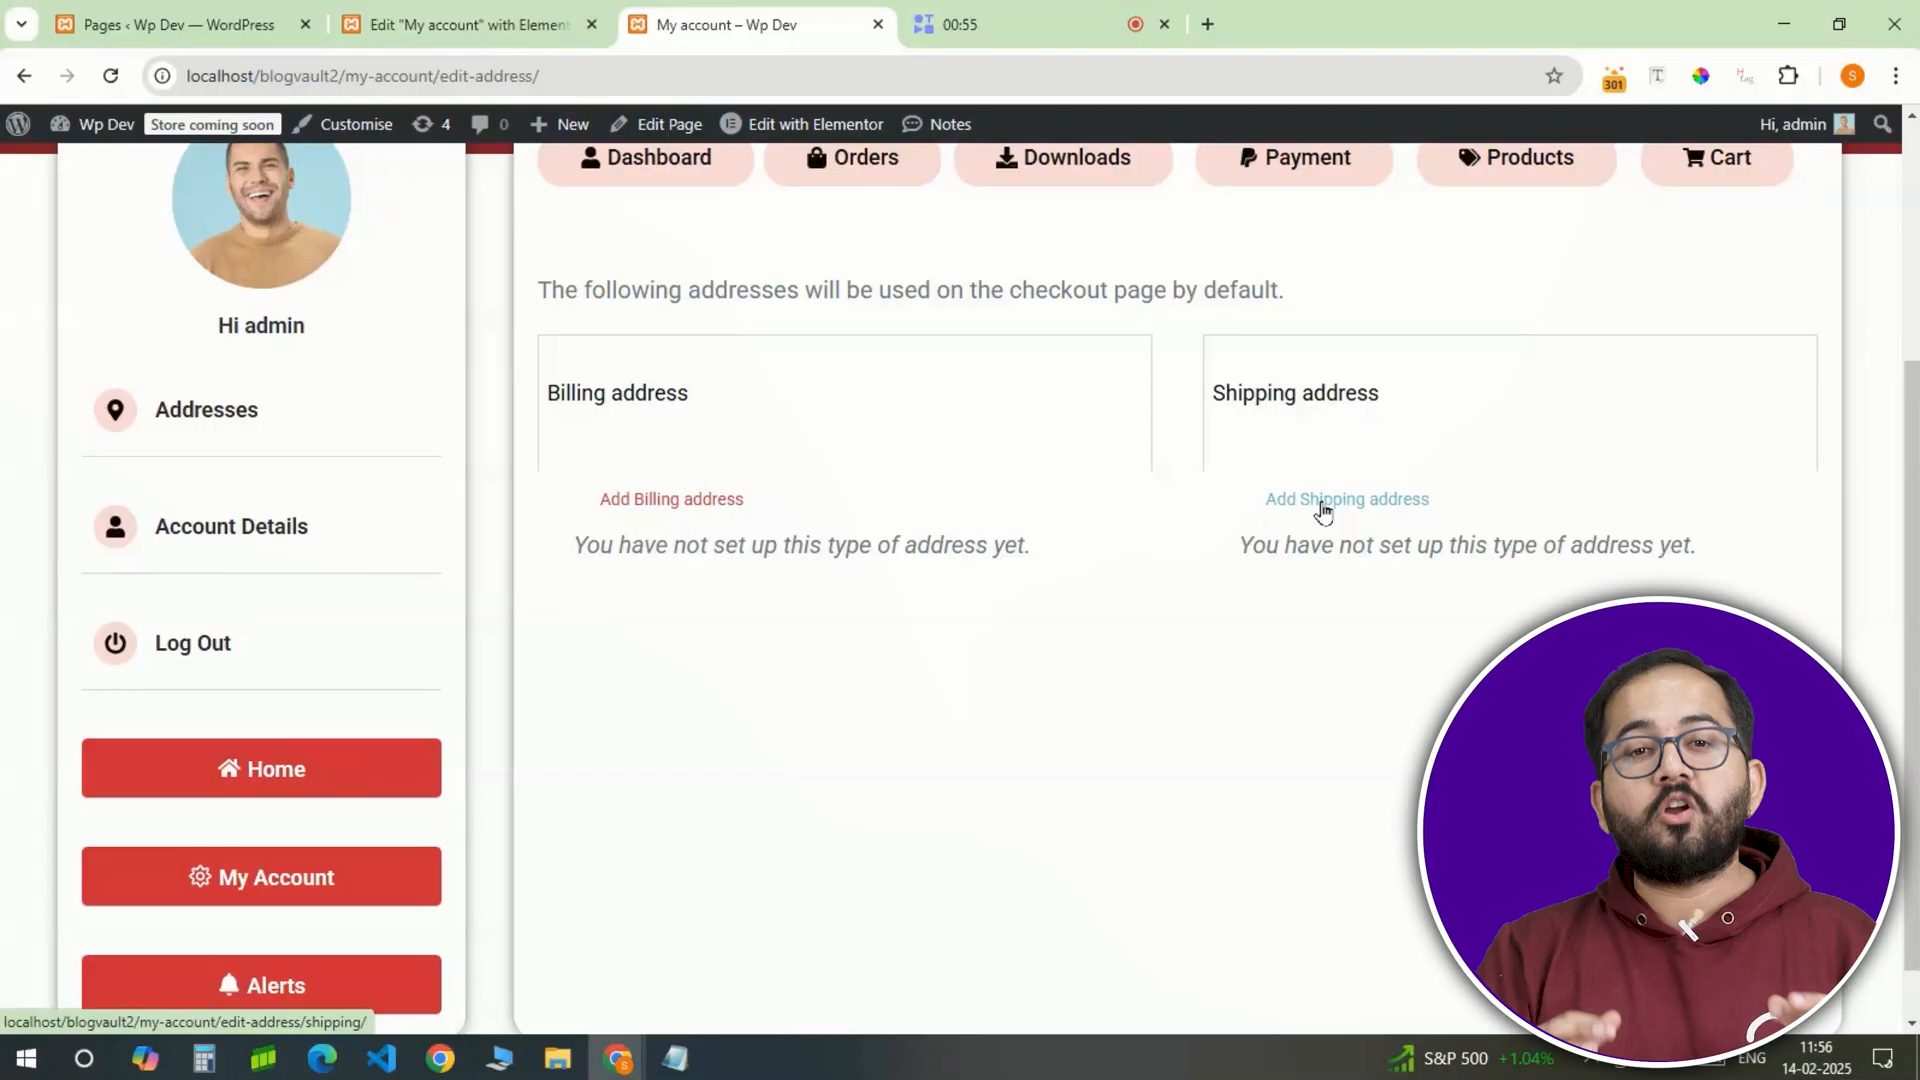 Pages ‹ Wp Dev — WordPress
Edit "My account" with Element
My account – Wp Dev
00:55
localhost/blogvault2/my-account/edit-address/
301
S
Wp Dev
Store coming soon
Customise
4
0
New
Edit Page
Edit with Elementor
Notes
Hi, admin
Dashboard
Orders
Downloads
Payment
Products
Cart
Hi admin
Addresses
Account Details
Log Out
Home
My Account
Alerts
The following addresses will be used on the checkout page by default.
Billing address
Add Billing address
You have not set up this type of address yet.
Shipping address
Add Shipping address
You have not set up this type of address yet.
localhost/blogvault2/my-account/edit-address/shipping/
S&P 500 +1.04%
ENG
11:56
14-02-2025